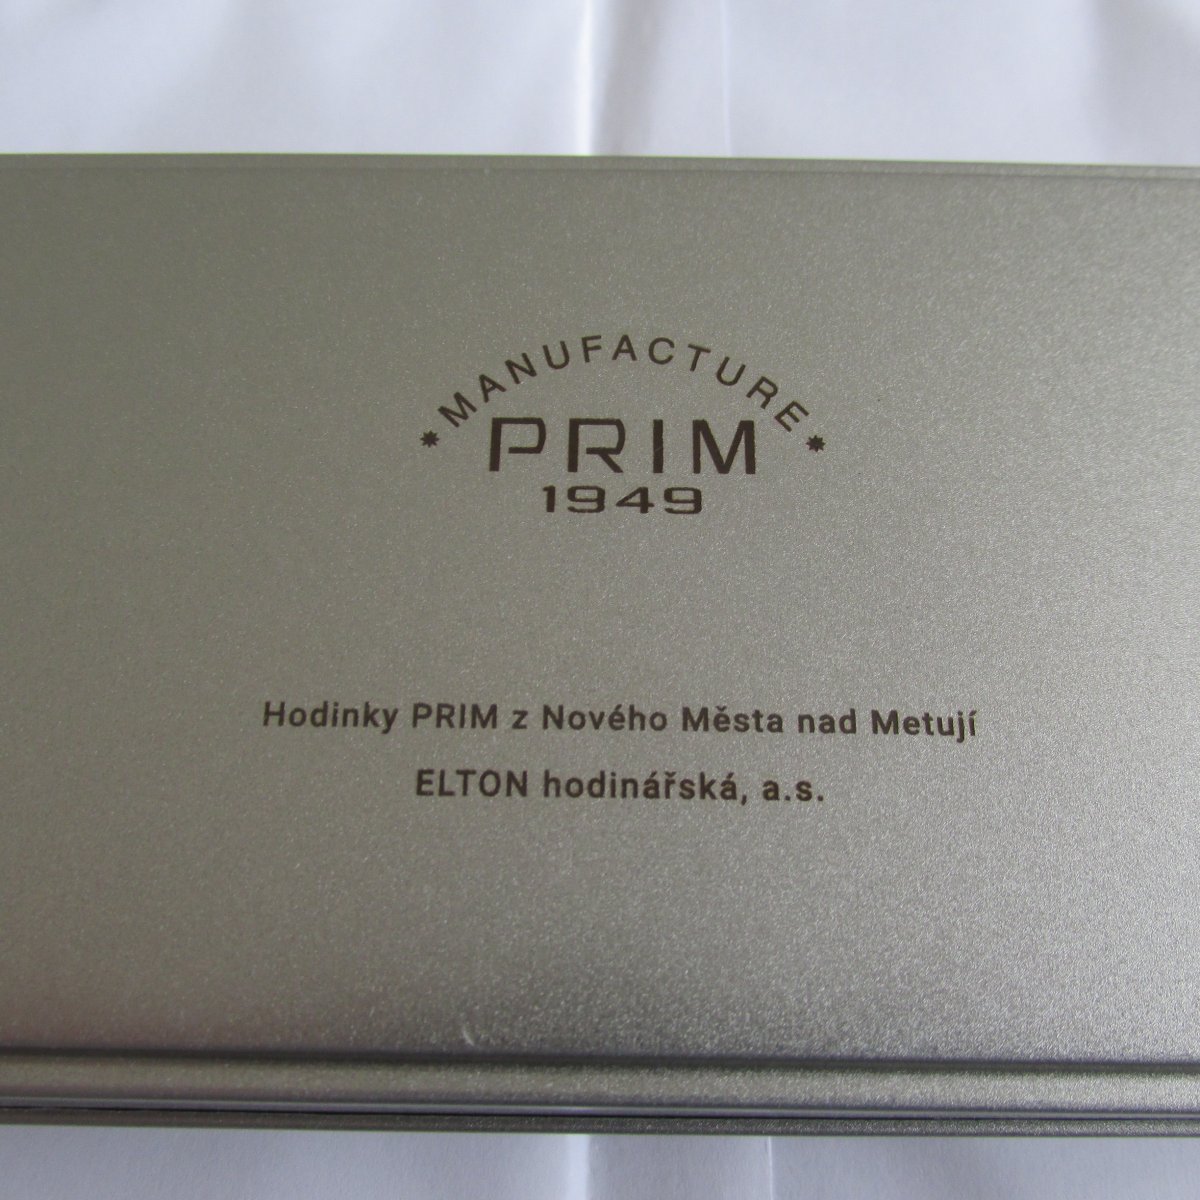 MANUFACTURE
PRIM
1949
Hodinky PRIM z Nového Města nad Metují
ELTON hodinářská, a.s.